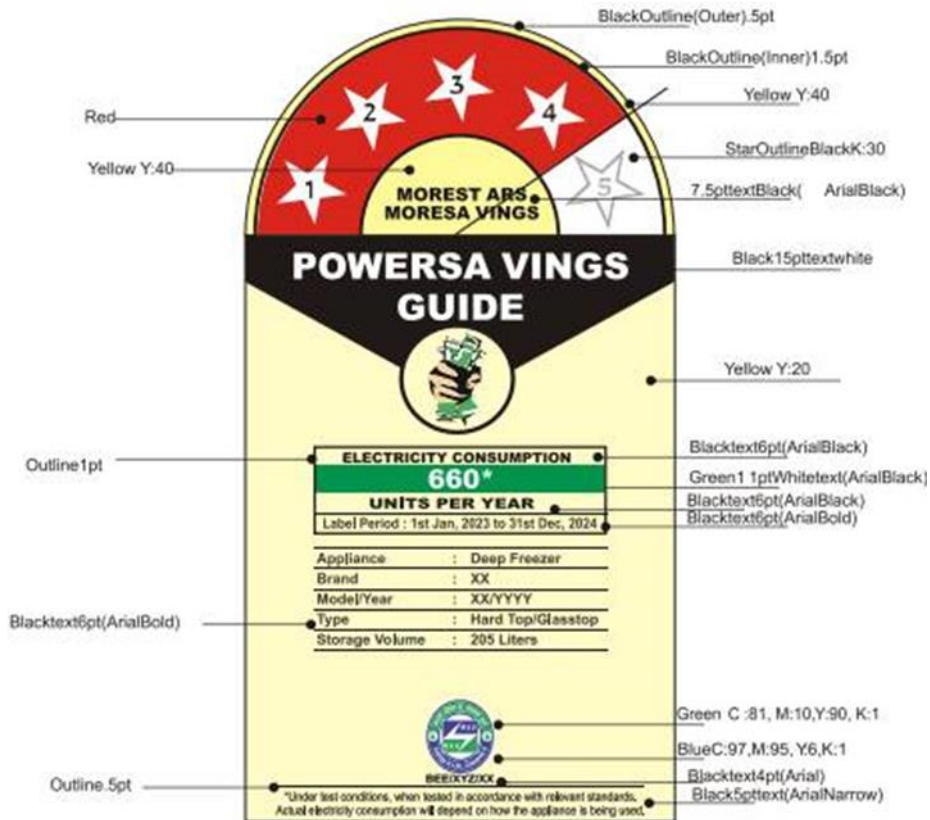 BlackOutline(Outer).5pt
BlackOutline(Inner)1.5pt
Yellow Y:40
Red
StarOutlineBlackK:30
Yellow Y:40
7.5pttextBlack( ArialBlack)
1
2
3
4
5
MOREST ARS
MORESA VINGS
POWERSA VINGS
GUIDE
Black15pttextwhite
Yellow Y:20
Outline1pt
ELECTRICITY CONSUMPTION
660*
UNITS PER YEAR
Label Period : 1st Jan, 2023 to 31st Dec, 2024
Blacktext6pt(ArialBlack)
Green1 1ptWhitetext(ArialBlack)
Blacktext6pt(ArialBlack)
Blacktext6pt(ArialBold)
Appliance : Deep Freezer
Brand : XX
Model/Year : XX/YYYY
Type : Hard Top/Glasstop
Storage Volume : 205 Liters
Blacktext6pt(ArialBold)
Green C :81, M:10,Y:90, K:1
BlueC:97,M:95, Y:6,K:1
BEE/XYZ/XX
Blacktext4pt(Arial)
Outline.5pt
Black5pttext(ArialNarrow)
*Under test conditions, when tested in accordance with relevant standards.
Actual electricity consumption will depend on how the appliance is being used.